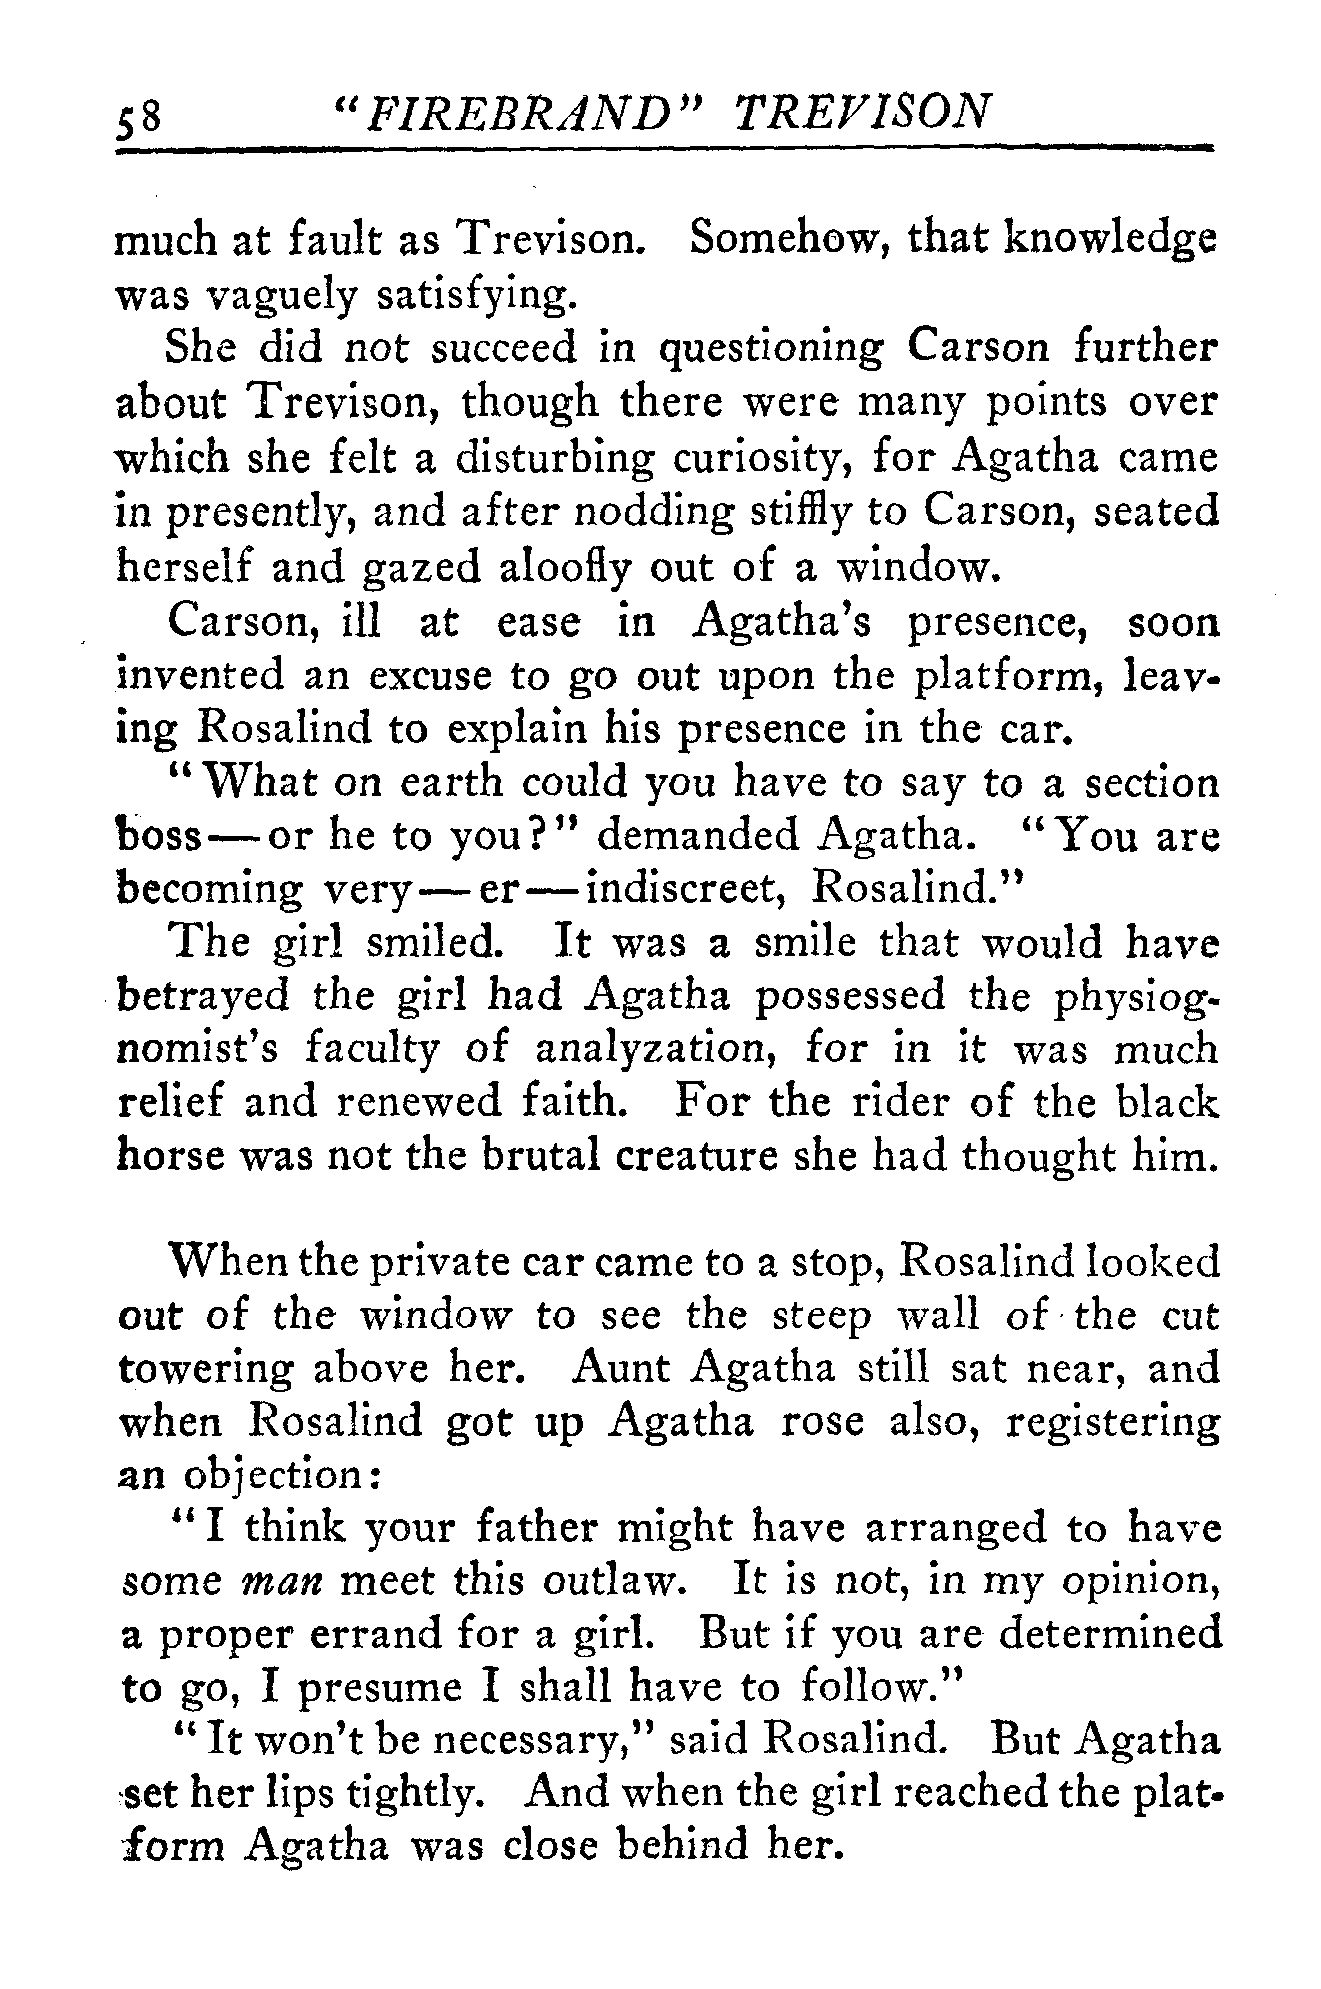 58 "FIREBRAND" TREVISON
much at fault as Trevison. Somehow, that knowledge
was vaguely satisfying.
She did not succeed in questioning Carson further
about Trevison, though there were many points over
which she felt a disturbing curiosity, for Agatha came
in presently, and after nodding stiffly to Carson, seated
herself and gazed aloofly out of a window.
Carson, ill at ease in Agatha's presence, soon
invented an excuse to go out upon the platform, leav-
ing Rosalind to explain his presence in the car.
"What on earth could you have to say to a section
boss—or he to you?" demanded Agatha. "You are
becoming very—er—indiscreet, Rosalind."
The girl smiled. It was a smile that would have
betrayed the girl had Agatha possessed the physiog-
nomist's faculty of analyzation, for in it was much
relief and renewed faith. For the rider of the black
horse was not the brutal creature she had thought him.
When the private car came to a stop, Rosalind looked
out of the window to see the steep wall of the cut
towering above her. Aunt Agatha still sat near, and
when Rosalind got up Agatha rose also, registering
an objection:
"I think your father might have arranged to have
some man meet this outlaw. It is not, in my opinion,
a proper errand for a girl. But if you are determined
to go, I presume I shall have to follow."
"It won't be necessary," said Rosalind. But Agatha
set her lips tightly. And when the girl reached the plat-
form Agatha was close behind her.